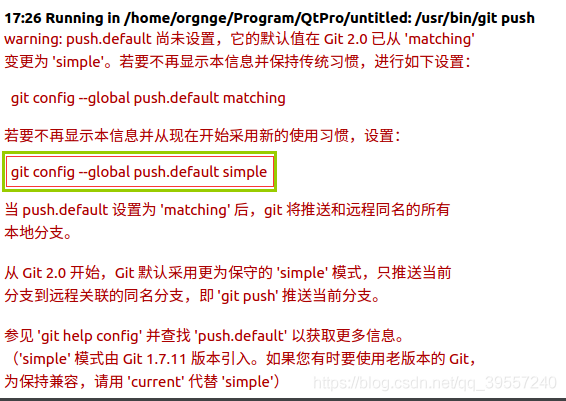 17:26 Running in /home/orgnge/Program/QtPro/untitled: /usr/bin/git push
warning: push.default 尚未设置，它的默认值在 Git 2.0 已从 'matching'
变更为 'simple'。若要不再显示本信息并保持传统习惯，进行如下设置：
git config --global push.default matching
若要不再显示本信息并从现在开始采用新的使用习惯，设置：
git config --global push.default simple
当 push.default 设置为 'matching' 后，git 将推送和远程同名的所有
本地分支。
从 Git 2.0 开始，Git 默认采用更为保守的 'simple' 模式，只推送当前
分支到远程关联的同名分支，即 'git push' 推送当前分支。
参见 'git help config' 并查找 'push.default' 以获取更多信息。
（'simple' 模式由 Git 1.7.11 版本引入。如果您有时要使用老版本的 Git，
为保持兼容，请用 'current' 代替 'simple'）
https://blog.csdn.net/qq_39557240